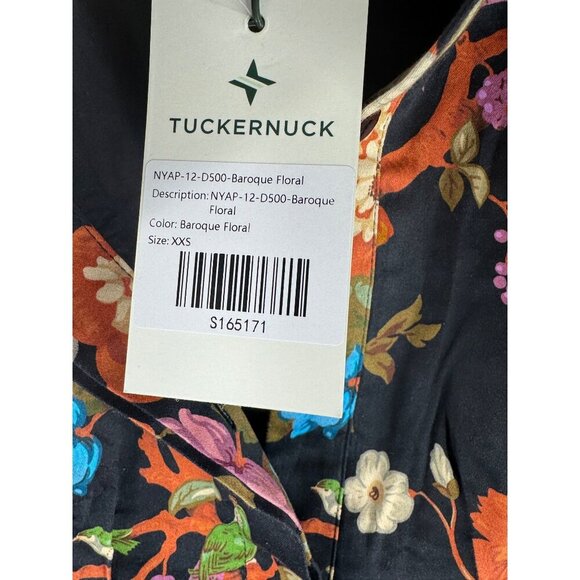 TUCKERNUCK
NYAP-12-D500-Baroque Floral
Description: NYAP-12-D500-Baroque
Floral
Color: Baroque Floral
Size: XXS
S165171